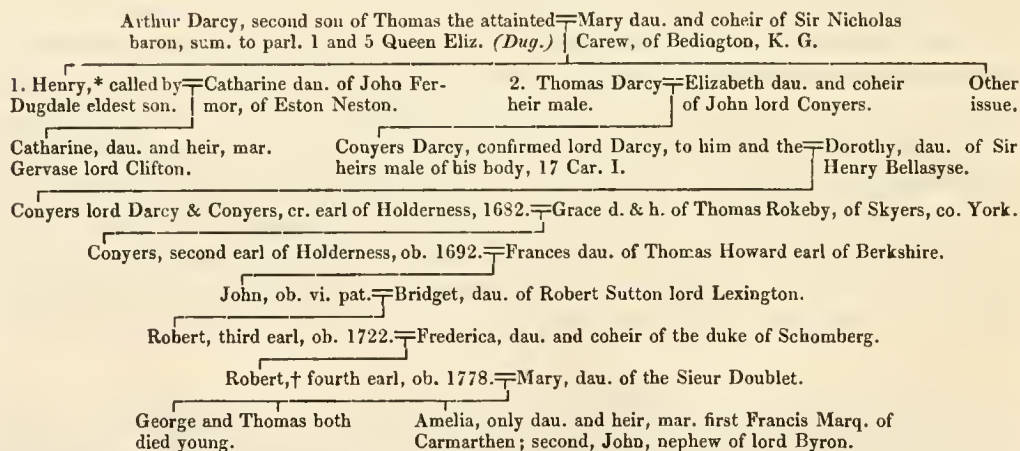 Arthur Darcy, second son of Thomas the attainted=Mary dau. and coheir of Sir Nicholas
baron, sum. to parl. 1 and 5 Queen Eliz. (Dug.) Carew, of Bedington, K. G.
1. Henry,* called by=Catharine dan. of John Fer- 2. Thomas Darcy=Elizabeth dau. and coheir Other
Dugdale eldest son. mor, of Eston Neston. heir male. of John lord Conyers. issue.
Catharine, dau. and heir, mar. Conyers Darcy, confirmed lord Darcy, to him and the=Dorothy, dau. of Sir
Gervase lord Clifton. heirs male of his body, 17 Car. I. Henry Bellasyse.
Conyers lord Darcy & Conyers, cr. earl of Holderness, 1682.=Grace d. & h. of Thomas Rokeby, of Skyers, co. York.
Conyers, second earl of Holderness, ob. 1692.=Frances dau. of Thomas Howard earl of Berkshire.
John, ob. vi. pat.=Bridget, dau. of Robert Sutton lord Lexington.
Robert, third earl, ob. 1722.=Frederica, dau. and coheir of the duke of Schomberg.
Robert,† fourth earl, ob. 1778.=Mary, dau. of the Sieur Doublet.
George and Thomas both Amelia, only dau. and heir, mar. first Francis Marq. of
died young. Carmarthen; second, John, nephew of lord Byron.